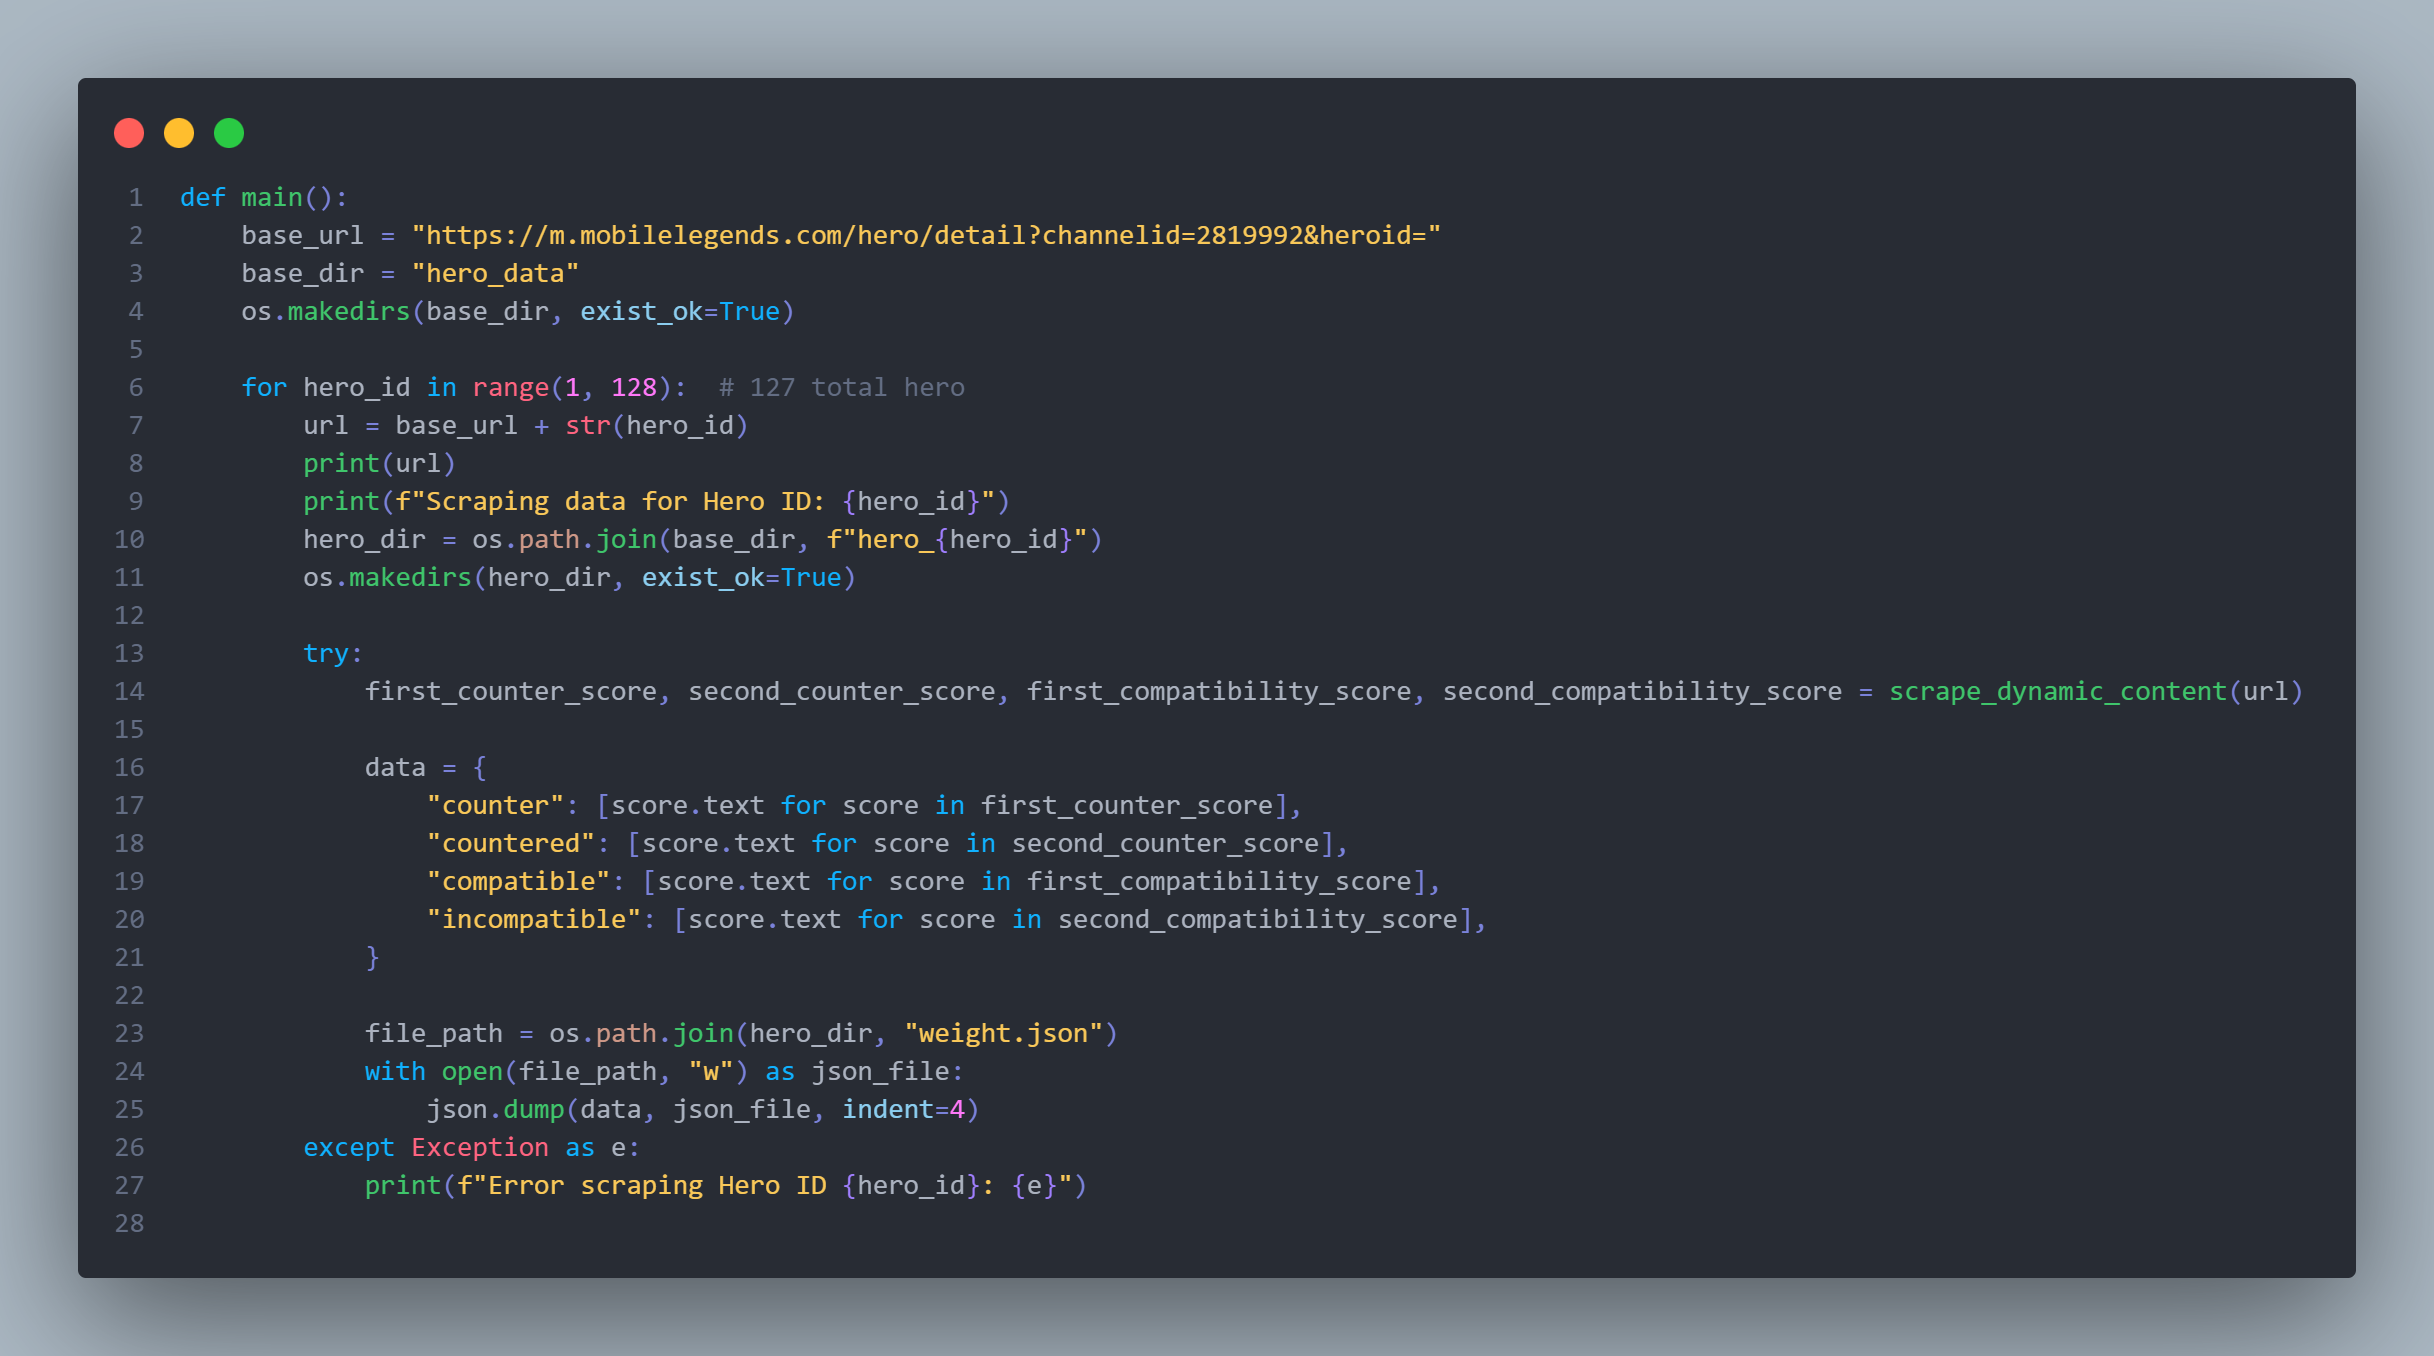 1 def main():
2     base_url = "https://m.mobilelegends.com/hero/detail?channelid=2819992&heroid="
3     base_dir = "hero_data"
4     os.makedirs(base_dir, exist_ok=True)
5
6     for hero_id in range(1, 128):  # 127 total hero
7         url = base_url + str(hero_id)
8         print(url)
9         print(f"Scraping data for Hero ID: {hero_id}")
10         hero_dir = os.path.join(base_dir, f"hero_{hero_id}")
11         os.makedirs(hero_dir, exist_ok=True)
12
13         try:
14             first_counter_score, second_counter_score, first_compatibility_score, second_compatibility_score = scrape_dynamic_content(url)
15
16             data = {
17                 "counter": [score.text for score in first_counter_score],
18                 "countered": [score.text for score in second_counter_score],
19                 "compatible": [score.text for score in first_compatibility_score],
20                 "incompatible": [score.text for score in second_compatibility_score],
21             }
22
23             file_path = os.path.join(hero_dir, "weight.json")
24             with open(file_path, "w") as json_file:
25                 json.dump(data, json_file, indent=4)
26         except Exception as e:
27             print(f"Error scraping Hero ID {hero_id}: {e}")
28